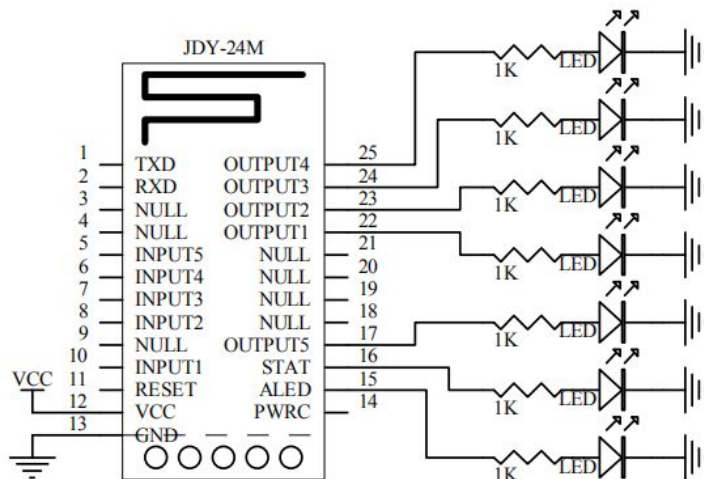 JDY-24M
1 TXD OUTPUT4 25
2 RXD OUTPUT3 24
3 NULL OUTPUT2 23
4 NULL OUTPUT1 22
5 INPUT5 NULL 21
6 INPUT4 NULL 20
7 INPUT3 NULL 19
8 INPUT2 NULL 18
9 NULL OUTPUT5 17
10 INPUT1 STAT 16
VCC 11 RESET ALED 15
12 VCC PWRC 14
13 GND
1K LED
1K LED
1K LED
1K LED
1K LED
1K LED
1K LED